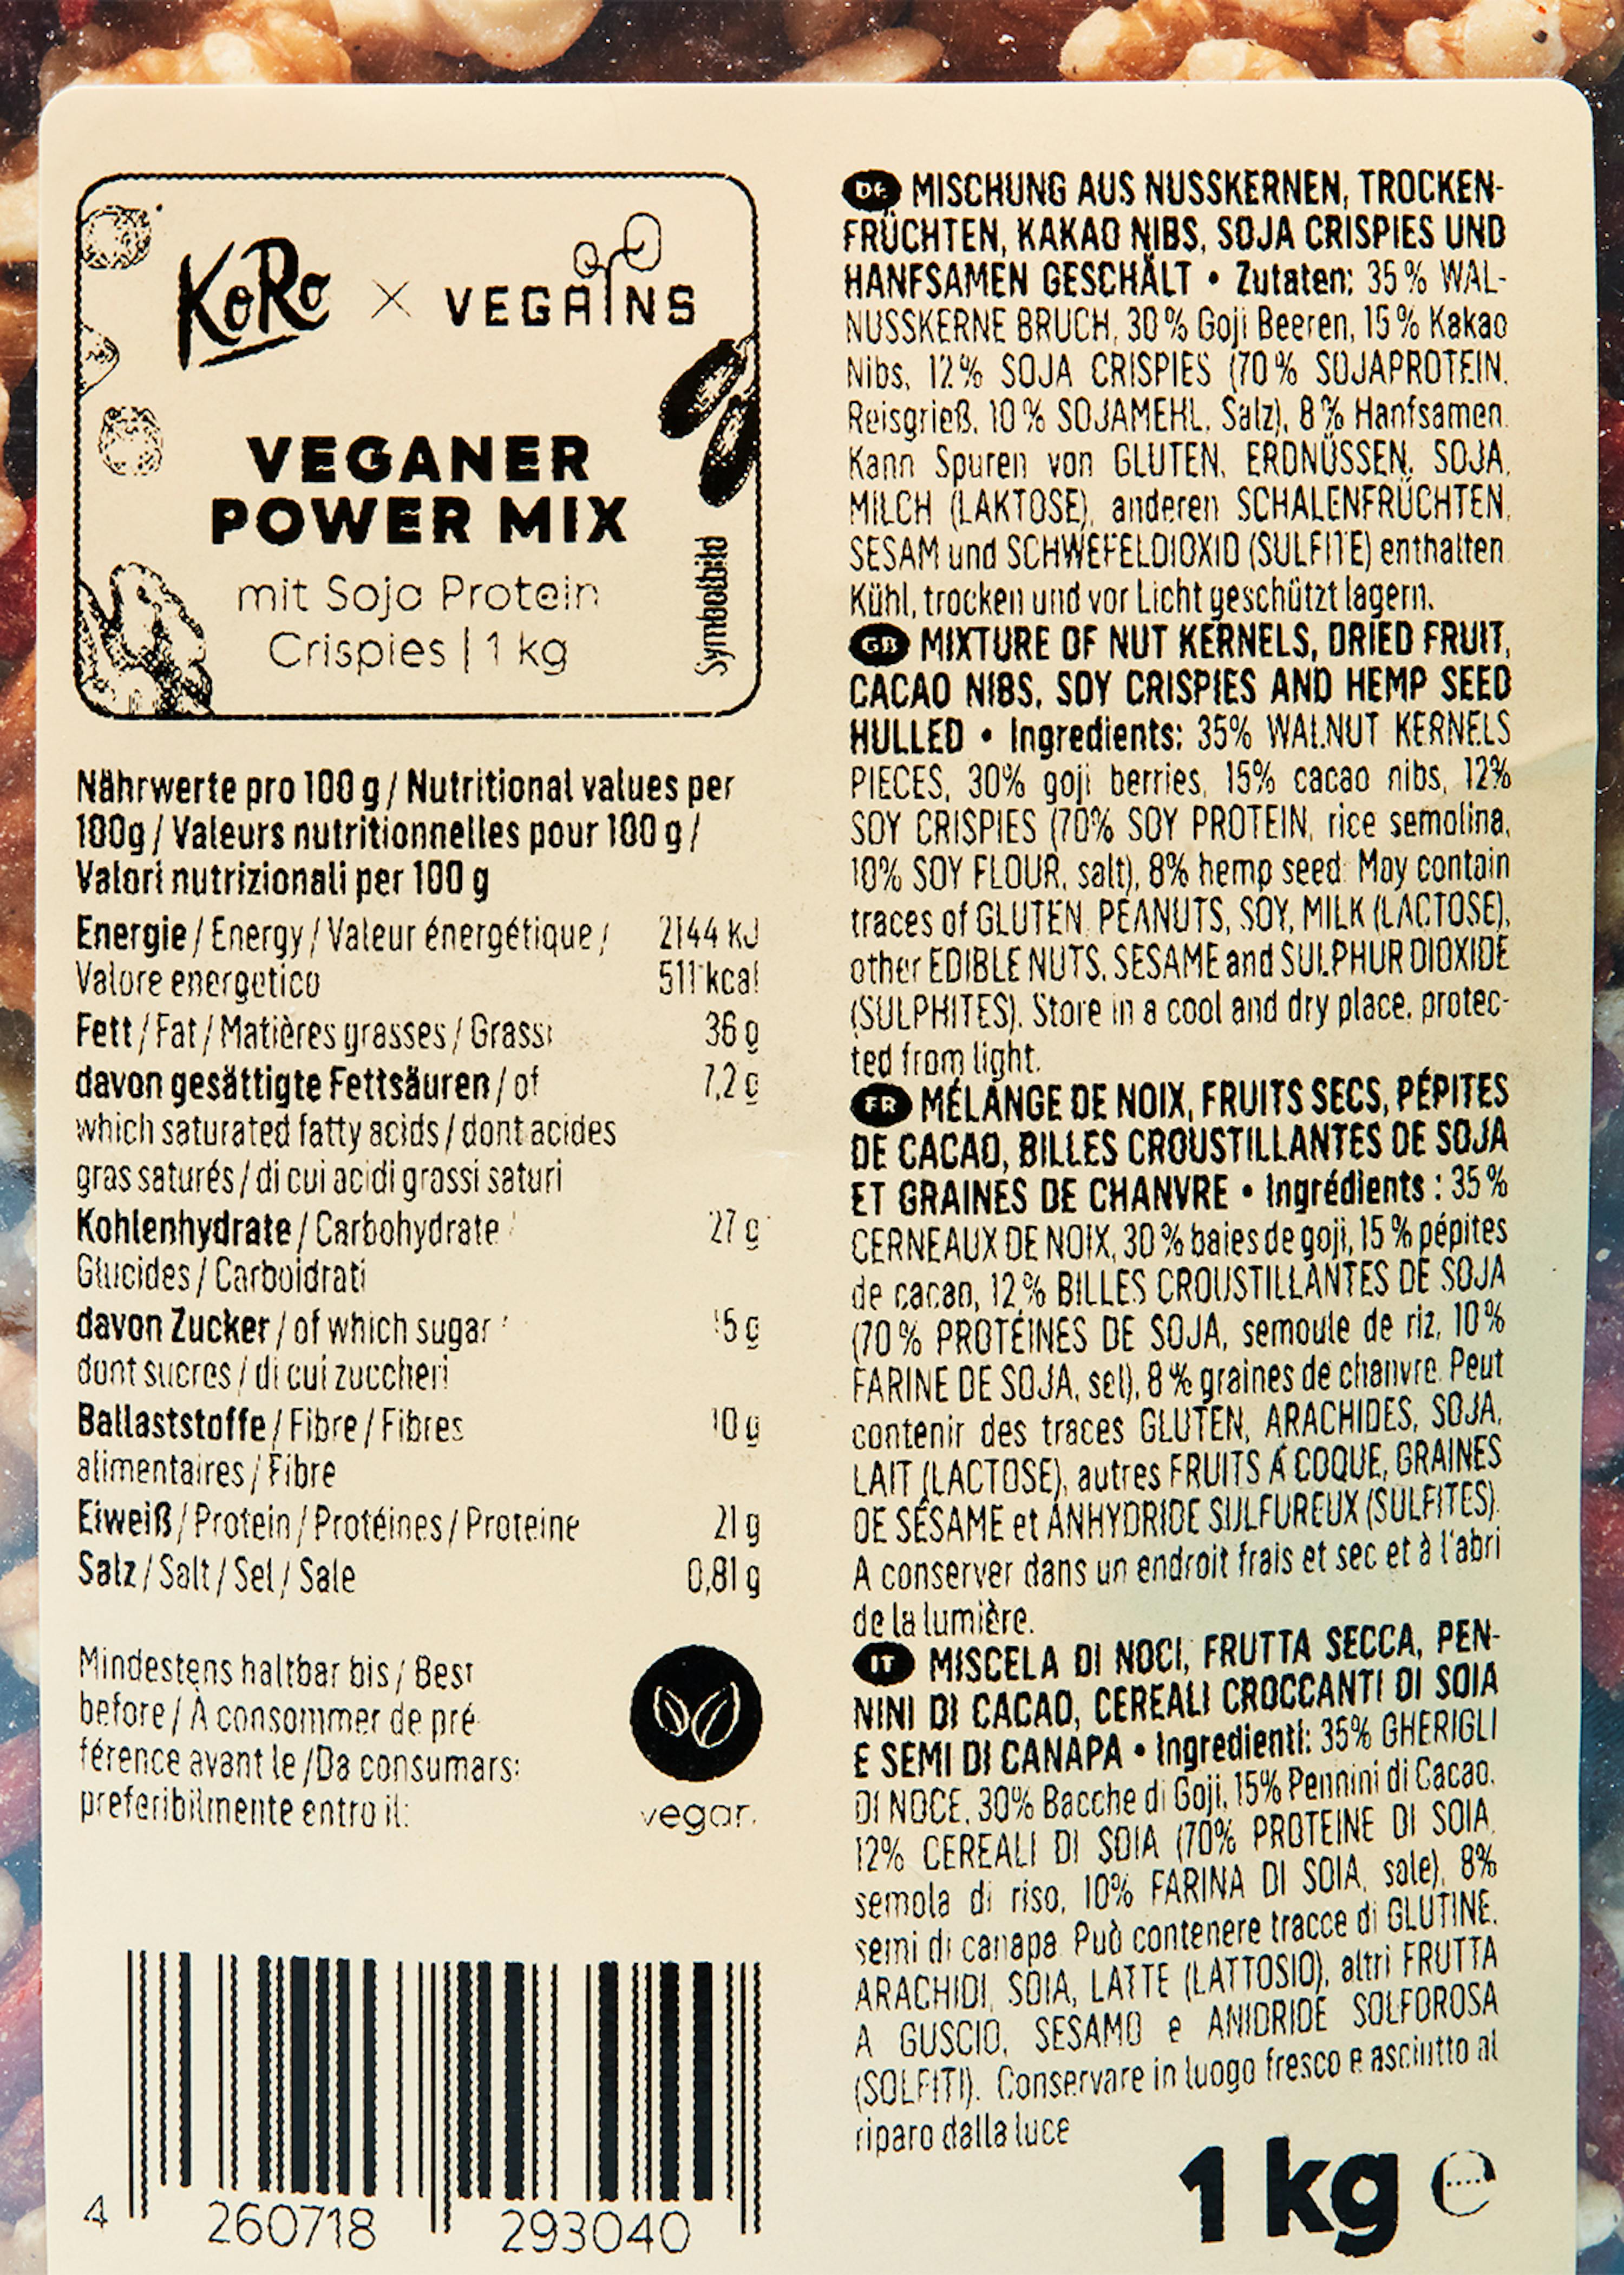 KoRo × VEGAINS
VEGANER
POWER MIX
mit Soja Protein
Crispies | 1 kg
Symbolbild
Nährwerte pro 100 g / Nutritional values per
100g / Valeurs nutritionnelles pour 100 g /
Valori nutrizionali per 100 g
Energie / Energy / Valeur énergétique / 2144 kJ
Valore energetico 511 kcal
Fett / Fat / Matières grasses / Grassi 36 g
davon gesättigte Fettsäuren / of 7,2 g
which saturated fatty acids / dont acides
gras saturés / di cui acidi grassi saturi
Kohlenhydrate / Carbohydrate / 27 g
Glucides / Carboidrati
davon Zucker / of which sugar / 15 g
dont sucres / di cui zuccheri
Ballaststoffe / Fibre / Fibres 10 g
alimentaires / Fibre
Eiweiß / Protein / Protéines / Proteine 21 g
Salz / Salt / Sel / Sale 0,81 g
Mindestens haltbar bis / Best
before / À consommer de pré-
férence avant le /Da consumars:
preferibilmente entro il:
vegan
4 260718 293040
DE MISCHUNG AUS NUSSKERNEN, TROCKEN-
FRÜCHTEN, KAKAO NIBS, SOJA CRISPIES UND
HANFSAMEN GESCHÄLT • Zutaten: 35 % WAL-
NUSSKERNE BRUCH, 30 % Goji Beeren, 15 % Kakao
Nibs, 12 % SOJA CRISPIES (70 % SOJAPROTEIN,
Reisgrieß, 10 % SOJAMEHL, Salz), 8 % Hanfsamen.
Kann Spuren von GLUTEN, ERDNÜSSEN, SOJA,
MILCH (LAKTOSE), anderen SCHALENFRÜCHTEN,
SESAM und SCHWEFELDIOXID (SULFITE) enthalten.
Kühl, trocken und vor Licht geschützt lagern.
GB MIXTURE OF NUT KERNELS, DRIED FRUIT,
CACAO NIBS, SOY CRISPIES AND HEMP SEED
HULLED • Ingredients: 35% WALNUT KERNELS
PIECES, 30% goji berries, 15% cacao nibs, 12%
SOY CRISPIES (70% SOY PROTEIN, rice semolina,
10% SOY FLOUR, salt), 8% hemp seed. May contain
traces of GLUTEN, PEANUTS, SOY, MILK (LACTOSE),
other EDIBLE NUTS, SESAME and SULPHUR DIOXIDE
(SULPHITES). Store in a cool and dry place, protec-
ted from light.
FR MÉLANGE DE NOIX, FRUITS SECS, PÉPITES
DE CACAO, BILLES CROUSTILLANTES DE SOJA
ET GRAINES DE CHANVRE • Ingrédients : 35 %
CERNEAUX DE NOIX, 30 % baies de goji, 15 % pépites
de cacao, 12 % BILLES CROUSTILLANTES DE SOJA
(70 % PROTÉINES DE SOJA, semoule de riz, 10 %
FARINE DE SOJA, sel), 8 % graines de chanvre. Peut
contenir des traces GLUTEN, ARACHIDES, SOJA,
LAIT (LACTOSE), autres FRUITS À COQUE, GRAINES
DE SÉSAME et ANHYDRIDE SULFUREUX (SULFITES).
A conserver dans un endroit frais et sec et à l'abri
de la lumière.
IT MISCELA DI NOCI, FRUTTA SECCA, PEN-
NINI DI CACAO, CEREALI CROCCANTI DI SOIA
E SEMI DI CANAPA • Ingredienti: 35% GHERIGLI
DI NOCE, 30% Bacche di Goji, 15% Pennini di Cacao,
12% CEREALI DI SOIA (70% PROTEINE DI SOIA,
semola di riso, 10% FARINA DI SOIA, sale), 8%
semi di canapa. Può contenere tracce di GLUTINE,
ARACHIDI, SOIA, LATTE (LATTOSIO), altri FRUTTA
A GUSCIO, SESAMO e ANIDRIDE SOLFOROSA
(SOLFITI). Conservare in luogo fresco e asciutto al
riparo dalla luce
1 kg ℮